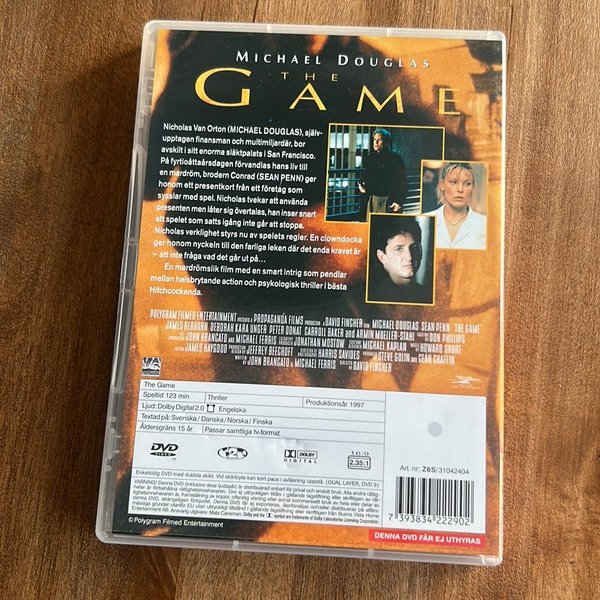 MICHAEL DOUGLAS
THE
GAME
Nicholas Van Orton (MICHAEL DOUGLAS), själv-
upptagen finansman och multimiljardär, bor
avskilt i sitt enorma släktpalats i San Francisco.
På fyrtioåttaårsdagen förvandlas hans liv till
en mardröm, brodern Conrad (SEAN PENN) ger
honom ett presentkort från ett företag som
sysslar med spel. Nicholas tvekar att använda
presenten men låter sig övertalas, han inser snart
att spelet som satts igång inte går att stoppa.
Nicholas verklighet styrs nu av spelets regler. En clowndocka
ger honom nyckeln till den farliga leken där det enda kravet är
– att inte fråga vad det går ut på...
En mardrömslik film med en smart intrig som pendlar
mellan halsbrytande action och psykologisk thriller i bästa
Hitchcockanda.
POLYGRAM FILMED ENTERTAINMENT PRESENTS A PROPAGANDA FILMS PRODUCTION A DAVID FINCHER FILM MICHAEL DOUGLAS SEAN PENN "THE GAME"
JAMES REBHORN DEBORAH KARA UNGER PETER DONAT CARROLL BAKER AND ARMIN MUELLER-STAHL DON PHILLIPS
JOHN BRANCATO AND MICHAEL FERRIS JONATHAN MOSTOW MICHAEL KAPLAN HOWARD SHORE
JAMES HAYGOOD JEFFREY BEECROFT HARRIS SAVIDES STEVE GOLIN AND CEAN CHAFFIN
WRITTEN BY JOHN BRANCATO & MICHAEL FERRIS DIRECTED BY DAVID FINCHER
The Game
Speltid 123 min Thriller Produktionsår 1997
Ljud: Dolby Digital 2.0 Engelska
Textad på: Svenska / Danska / Norska / Finska
Åldersgräns 15 år Passar samtliga tv-format
DVD
VIDEO
DOLBY
DIGITAL
16:9
2.35:1
Art. nr: Z6S/31042404
Enkelsidig DVD med dubbla skikt. Vid skiktbyte kan kort paus i avläsning uppstå. (DUAL LAYER, DVD 9)
7 393834 222902
© Polygram Filmed Entertainment
DENNA DVD FÅR EJ UTHYRAS